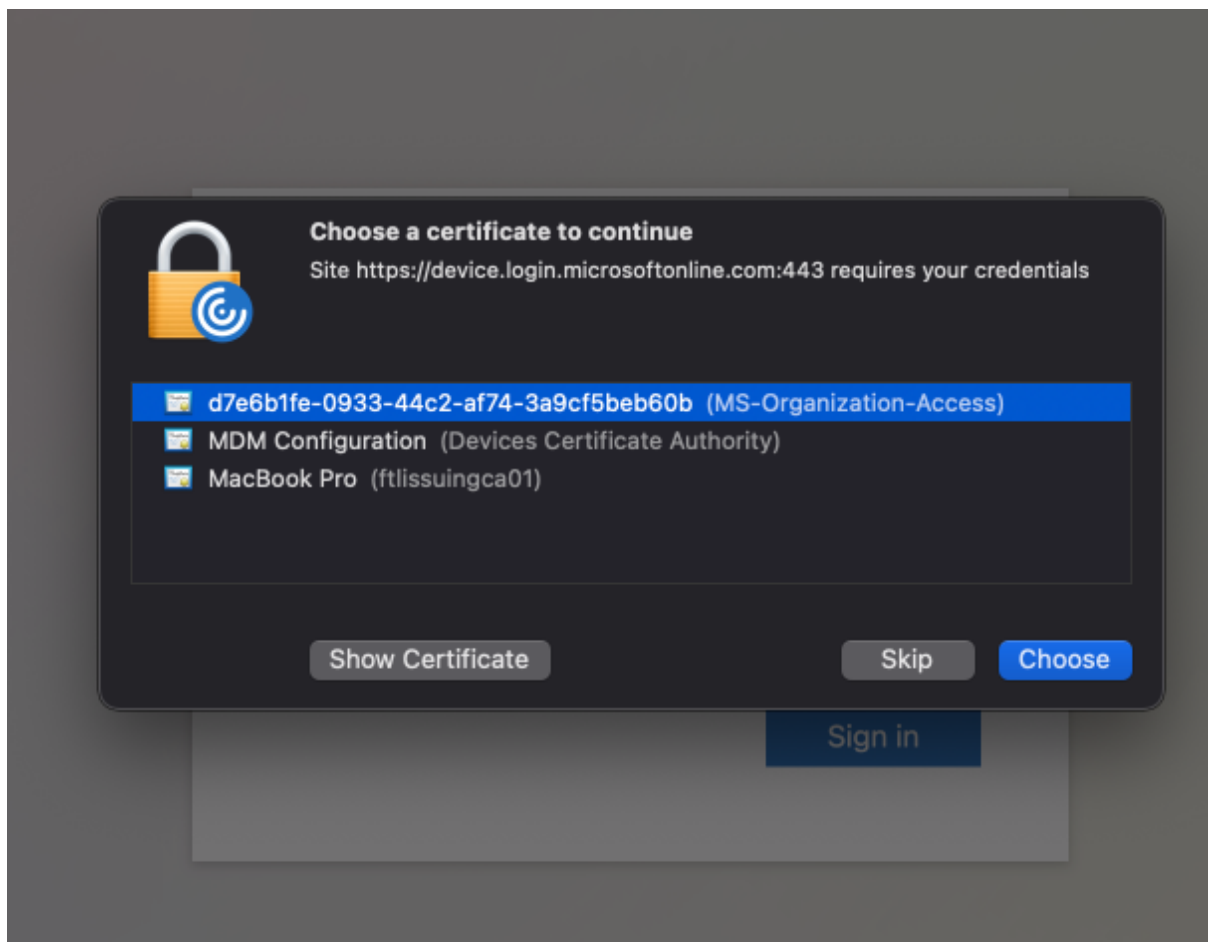 Choose a certificate to continue
Site https://device.login.microsoftonline.com:443 requires your credentials
d7e6b1fe-0933-44c2-af74-3a9cf5beb60b (MS-Organization-Access)
MDM Configuration (Devices Certificate Authority)
MacBook Pro (ftlissuingca01)
Show Certificate
Skip
Choose
Sign in